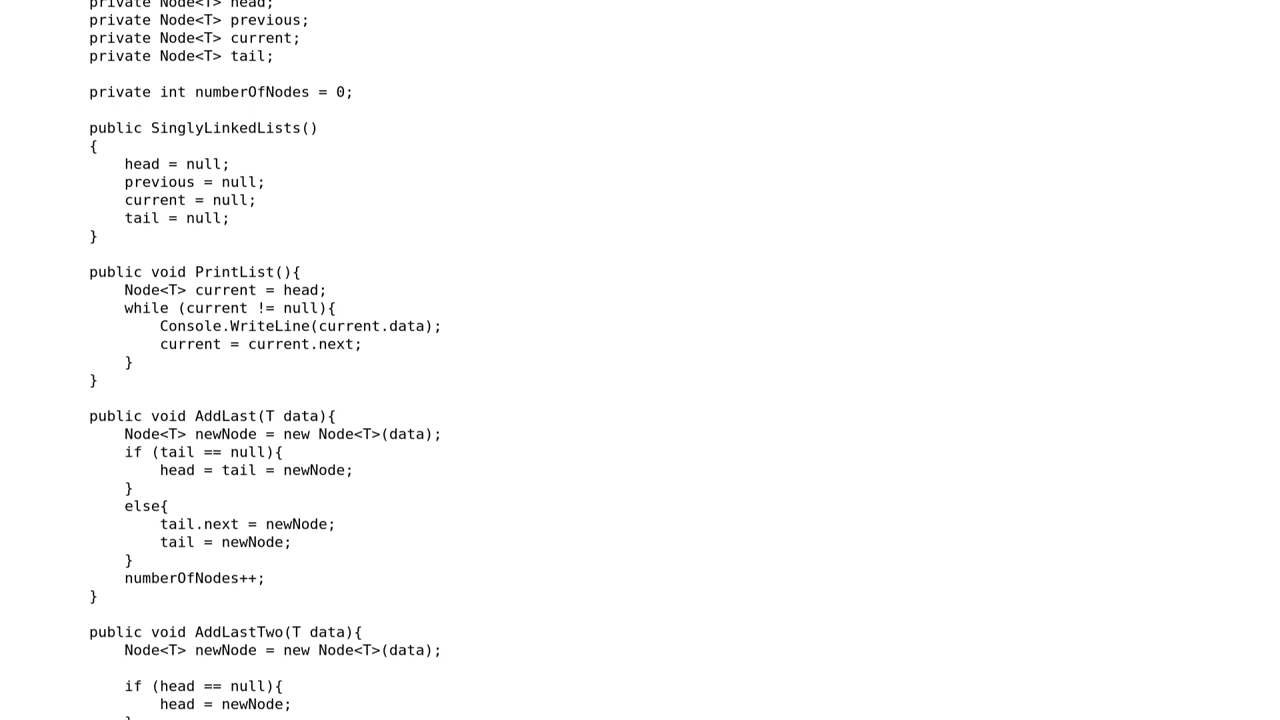 private Node<T> head;
private Node<T> previous;
private Node<T> current;
private Node<T> tail;
private int numberOfNodes = 0;
public SinglyLinkedLists()
{
head = null;
previous = null;
current = null;
tail = null;
}
public void PrintList(){
Node<T> current = head;
while (current != null){
Console.WriteLine(current.data);
current = current.next;
}
}
public void AddLast(T data){
Node<T> newNode = new Node<T>(data);
if (tail == null){
head = tail = newNode;
}
else{
tail.next = newNode;
tail = newNode;
}
numberOfNodes++;
}
public void AddLastTwo(T data){
Node<T> newNode = new Node<T>(data);
if (head == null){
head = newNode;
}